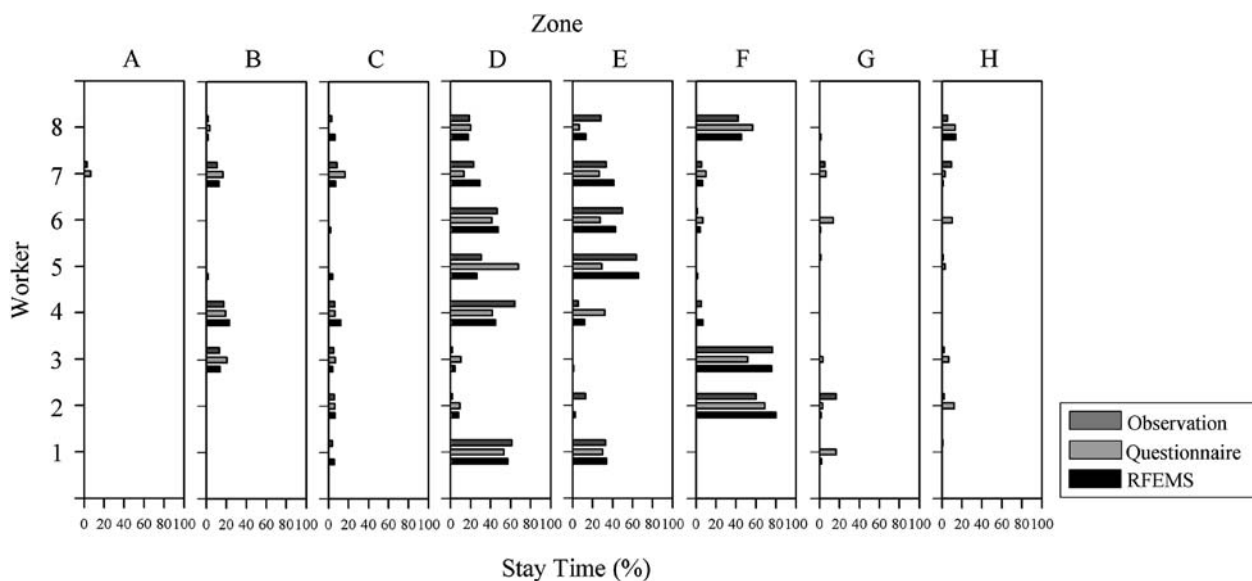 Zone
A B C D E F G H
8
7
6
5
4
3
2
1
Worker
Observation
Questionnaire
RFEMS
0 20 40 60 80 100 0 20 40 60 80 100 0 20 40 60 80 100 0 20 40 60 80 100 0 20 40 60 80 100 0 20 40 60 80 100 0 20 40 60 80 100 0 20 40 60 80 100
Stay Time (%)